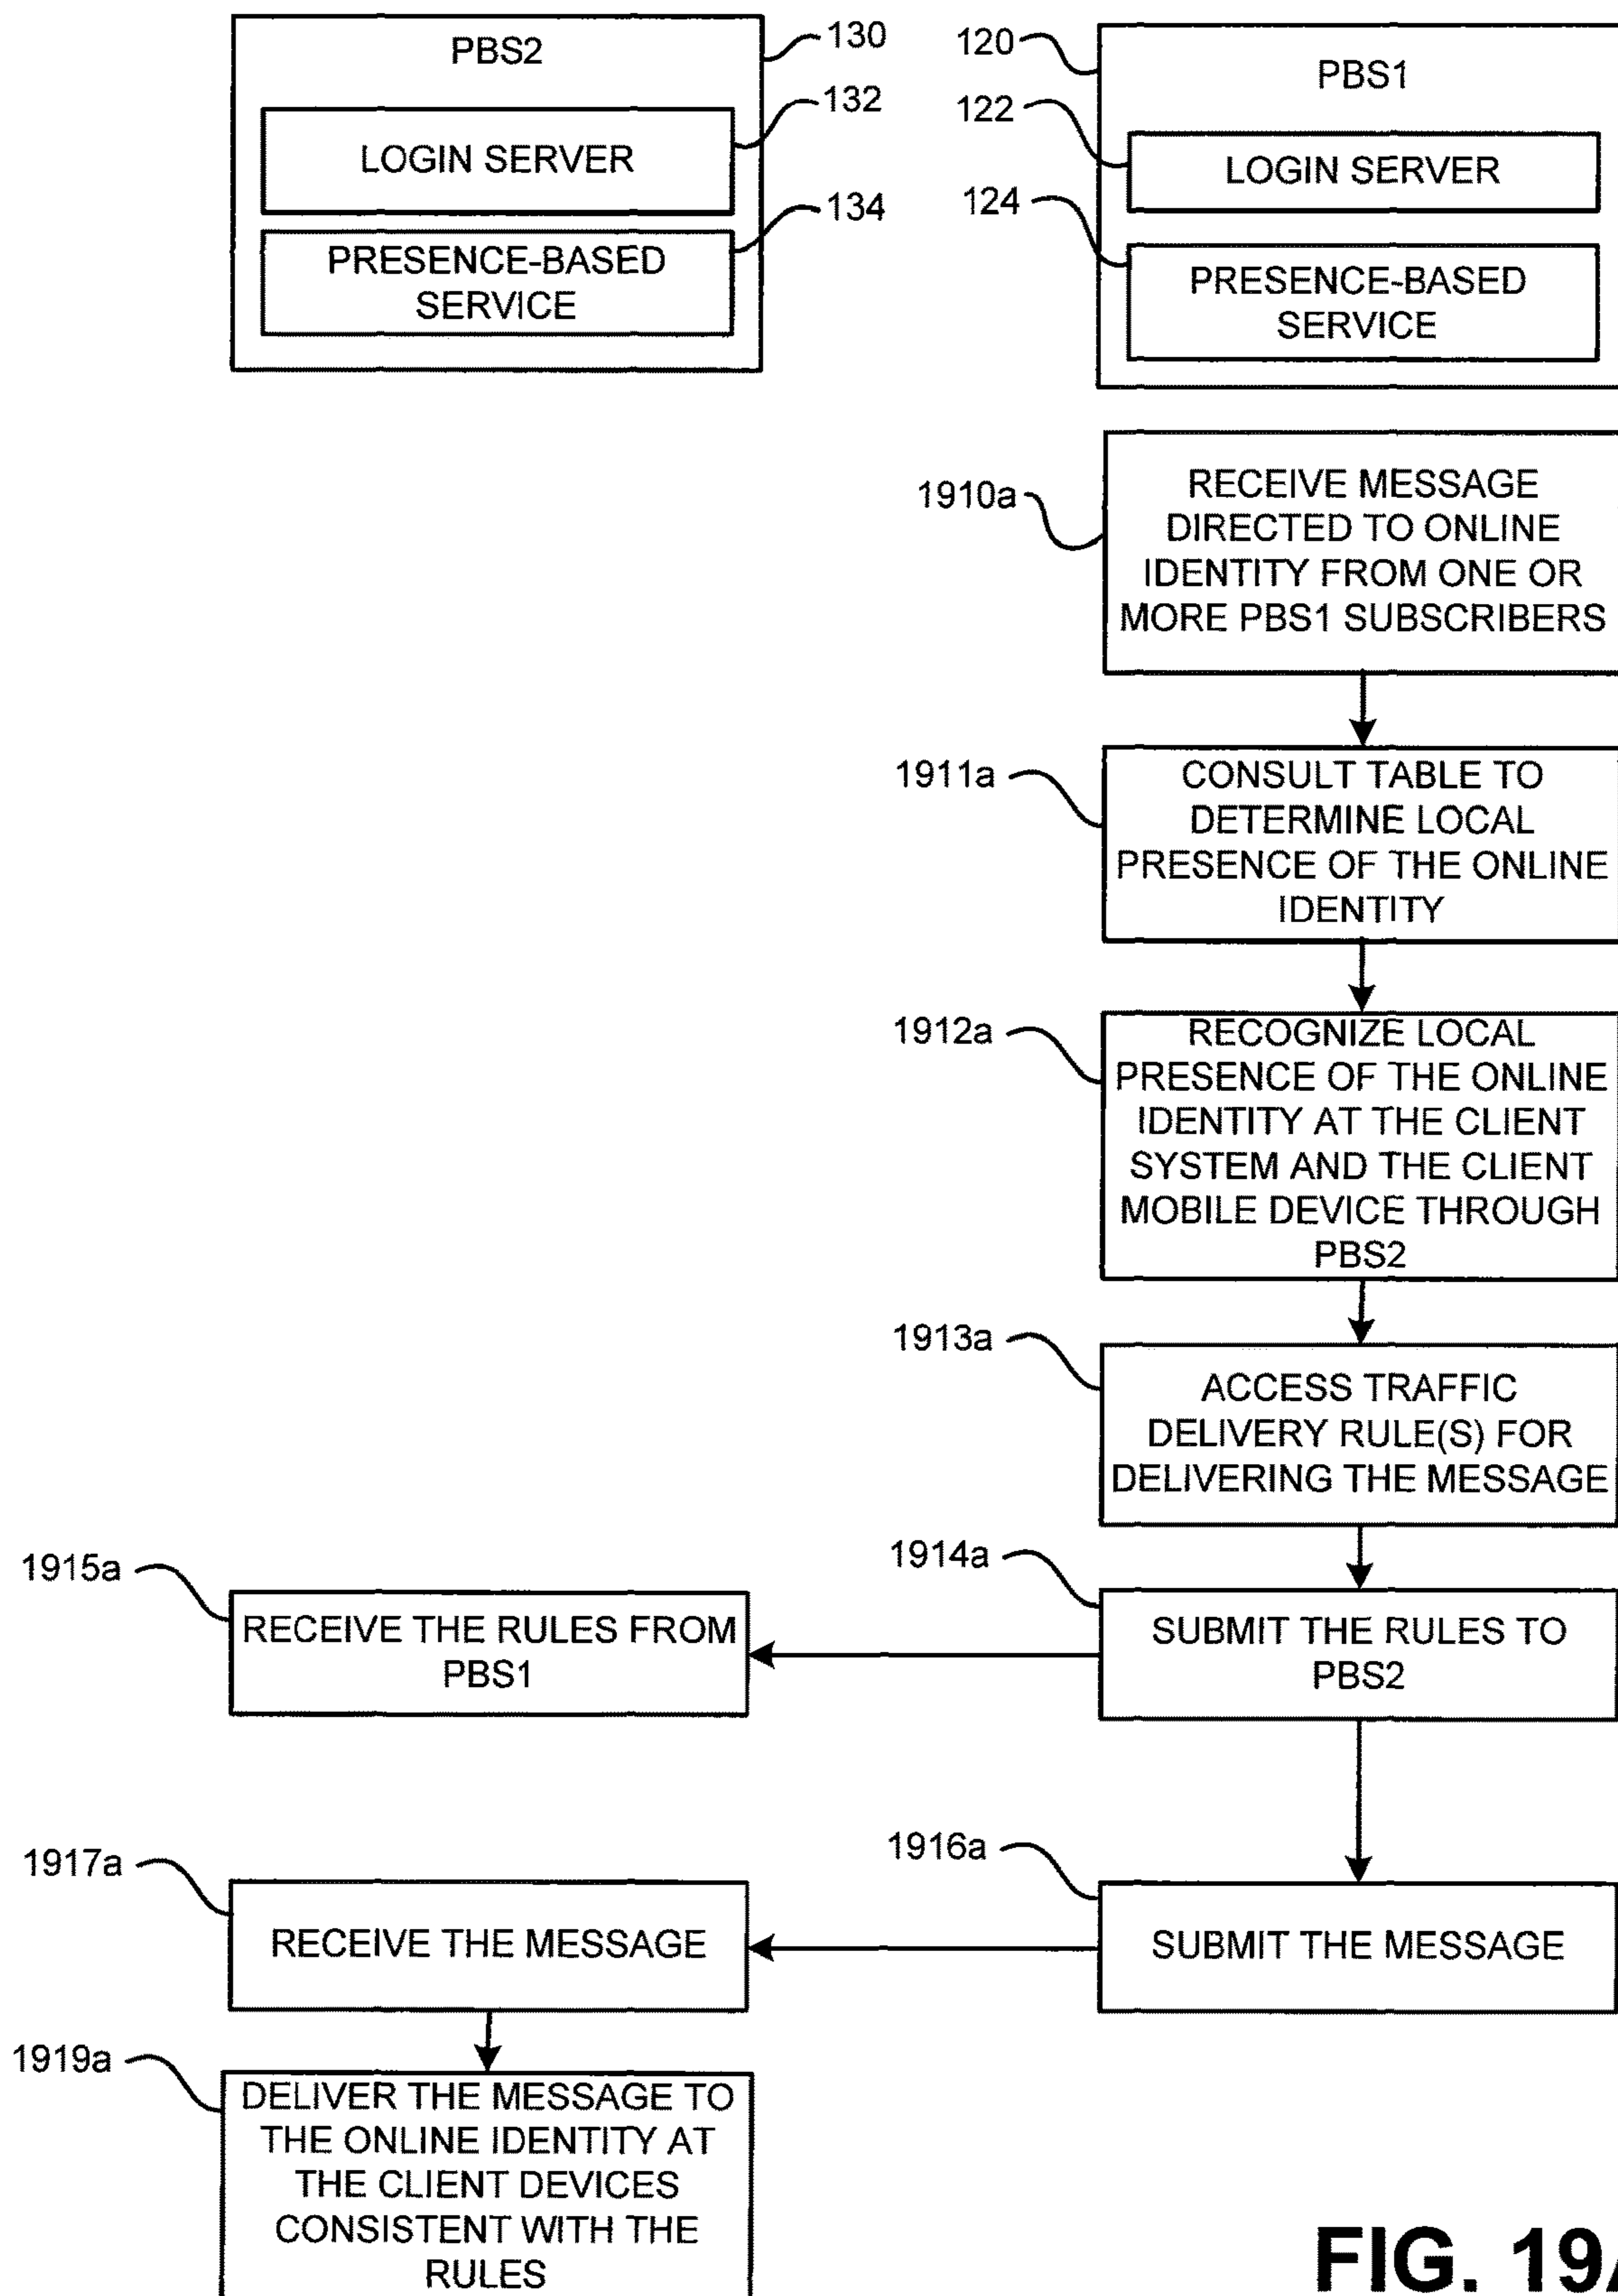 PBS2
130
LOGIN SERVER
132
PRESENCE-BASED
SERVICE
134
120
PBS1
122
LOGIN SERVER
124
PRESENCE-BASED
SERVICE
1910a
RECEIVE MESSAGE
DIRECTED TO ONLINE
IDENTITY FROM ONE OR
MORE PBS1 SUBSCRIBERS
1911a
CONSULT TABLE TO
DETERMINE LOCAL
PRESENCE OF THE ONLINE
IDENTITY
1912a
RECOGNIZE LOCAL
PRESENCE OF THE ONLINE
IDENTITY AT THE CLIENT
SYSTEM AND THE CLIENT
MOBILE DEVICE THROUGH
PBS2
1913a
ACCESS TRAFFIC
DELIVERY RULE(S) FOR
DELIVERING THE MESSAGE
1914a
SUBMIT THE RULES TO
PBS2
1915a
RECEIVE THE RULES FROM
PBS1
1916a
SUBMIT THE MESSAGE
1917a
RECEIVE THE MESSAGE
1919a
DELIVER THE MESSAGE TO
THE ONLINE IDENTITY AT
THE CLIENT DEVICES
CONSISTENT WITH THE
RULES
FIG. 19A